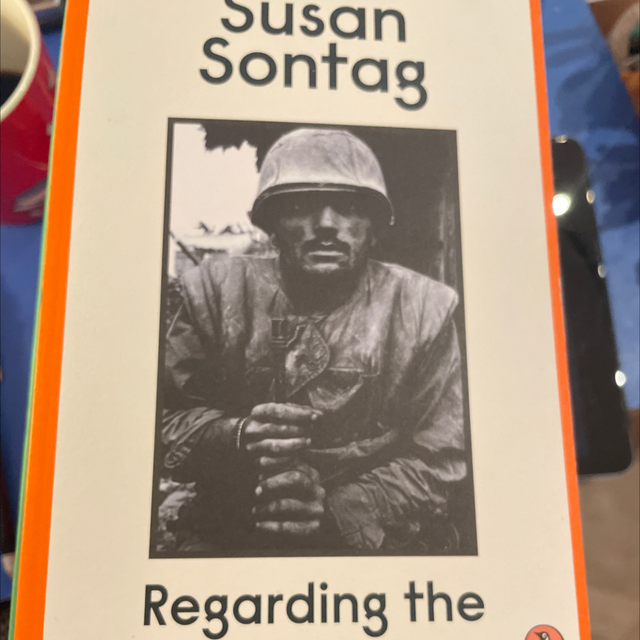 Susan
Sontag
Regarding the